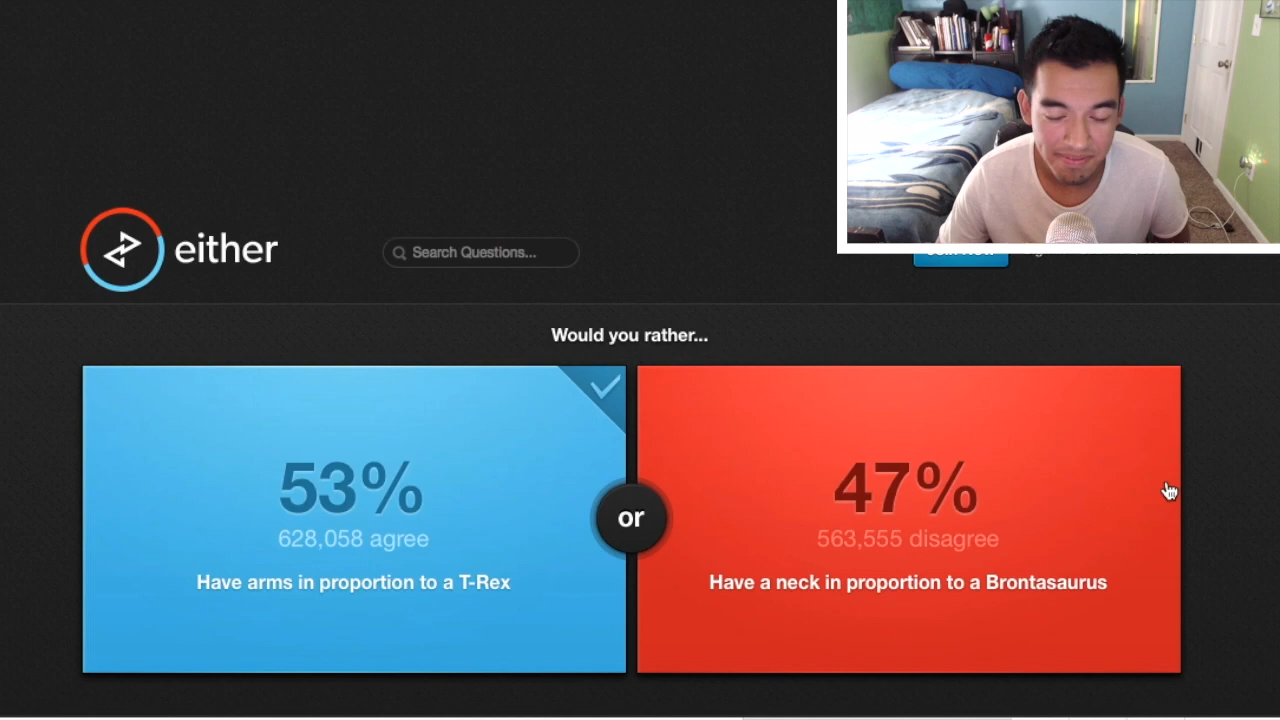 either
Search Questions...
Would you rather...
53%
628,058 agree
Have arms in proportion to a T-Rex
or
47%
563,555 disagree
Have a neck in proportion to a Brontasaurus